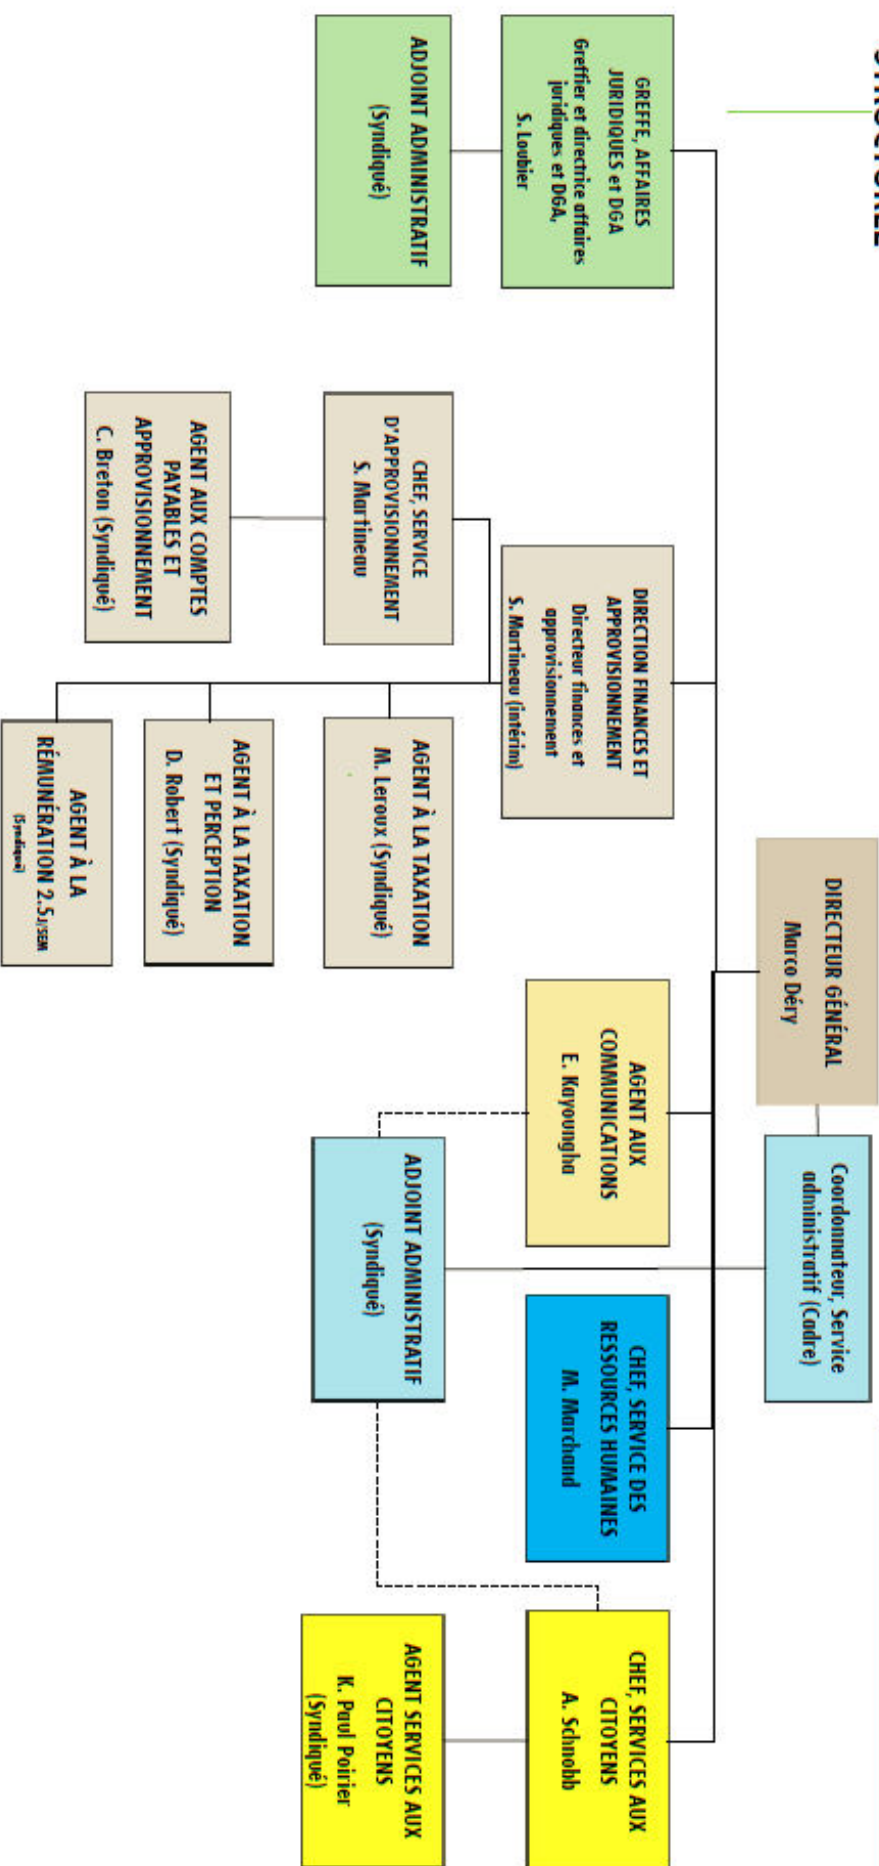 DIRECTEUR GÉNÉRAL
Marco Déry
Coordonnateur, Service
administratif (Cadre)
GREFFE, AFFAIRES
JURIDIQUES et DGA
Greffier et directrice affaires
juridiques et DGA,
S. Loubier
DIRECTION FINANCES ET
APPROVISIONNEMENT
Directeur finances et
approvisionnement
S. Martineau (intérim)
AGENT AUX
COMMUNICATIONS
E. Kayoungha
CHEF, SERVICE DES
RESSOURCES HUMAINES
M. Marchand
CHEF, SERVICES AUX
CITOYENS
A. Schnobb
ADJOINT ADMINISTRATIF
(Syndiqué)
CHEF, SERVICE
D'APPROVISIONNEMENT
S. Martineau
AGENT À LA TAXATION
M. Leroux (Syndiqué)
ADJOINT ADMINISTRATIF
(Syndiqué)
AGENT SERVICES AUX
CITOYENS
K. Paul Poirier
(Syndiqué)
AGENT AUX COMPTES
PAYABLES ET
APPROVISIONNEMENT
C. Breton (Syndiqué)
AGENT À LA TAXATION
ET PERCEPTION
D. Robert (Syndiqué)
AGENT À LA
RÉMUNÉRATION 2.5J/SEM
(Syndiqué)